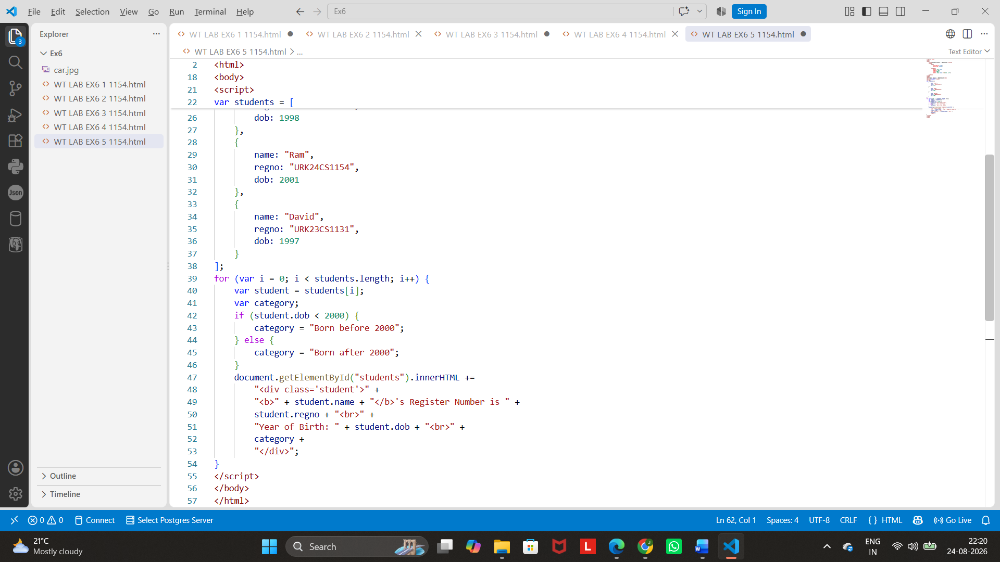 File Edit Selection View Go Run Terminal Help
Ex6
Sign In
Explorer
Ex6
car.jpg
WT LAB EX6 1 1154.html
WT LAB EX6 2 1154.html
WT LAB EX6 3 1154.html
WT LAB EX6 4 1154.html
WT LAB EX6 5 1154.html
Outline
Timeline
3
Json
WT LAB EX6 1 1154.html WT LAB EX6 2 1154.html WT LAB EX6 3 1154.html WT LAB EX6 4 1154.html WT LAB EX6 5 1154.html
WT LAB EX6 5 1154.html > ...
Text Editor
2 <html>
18 <body>
21 <script>
22 var students = [
26 dob: 1998
27 },
28 {
29 name: "Ram",
30 regno: "URK24CS1154",
31 dob: 2001
32 },
33 {
34 name: "David",
35 regno: "URK23CS1131",
36 dob: 1997
37 }
38 ];
39 for (var i = 0; i < students.length; i++) {
40 var student = students[i];
41 var category;
42 if (student.dob < 2000) {
43 category = "Born before 2000";
44 } else {
45 category = "Born after 2000";
46 }
47 document.getElementById("students").innerHTML +=
48 "<div class='student'>" +
49 "<b>" + student.name + "</b>'s Register Number is " +
50 student.regno + "<br>" +
51 "Year of Birth: " + student.dob + "<br>" +
52 category +
53 "</div>";
54 }
55 </script>
56 </body>
57 </html>
0 0 Connect Select Postgres Server
Ln 62, Col 1 Spaces: 4 UTF-8 CRLF { } HTML Go Live
21°C
Mostly cloudy
Search
L
W
J
ENG
IN
22:20
24-08-2026